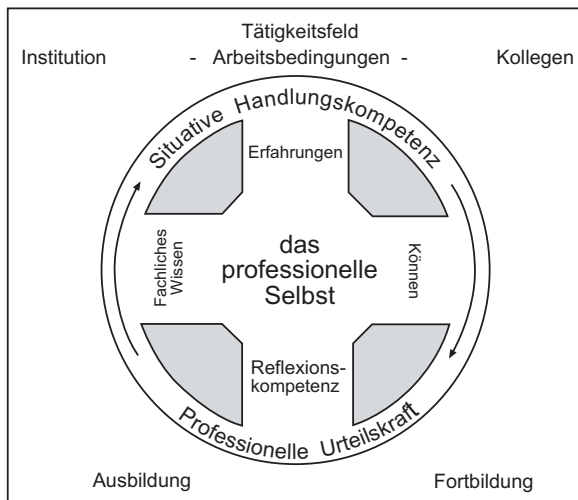 Tätigkeitsfeld
Institution - Arbeitsbedingungen - Kollegen
Situative Handlungskompetenz
Erfahrungen
Fachliches
Wissen
das
professionelle
Selbst
Können
Reflexions-
kompetenz
Professionelle Urteilskraft
Ausbildung Fortbildung